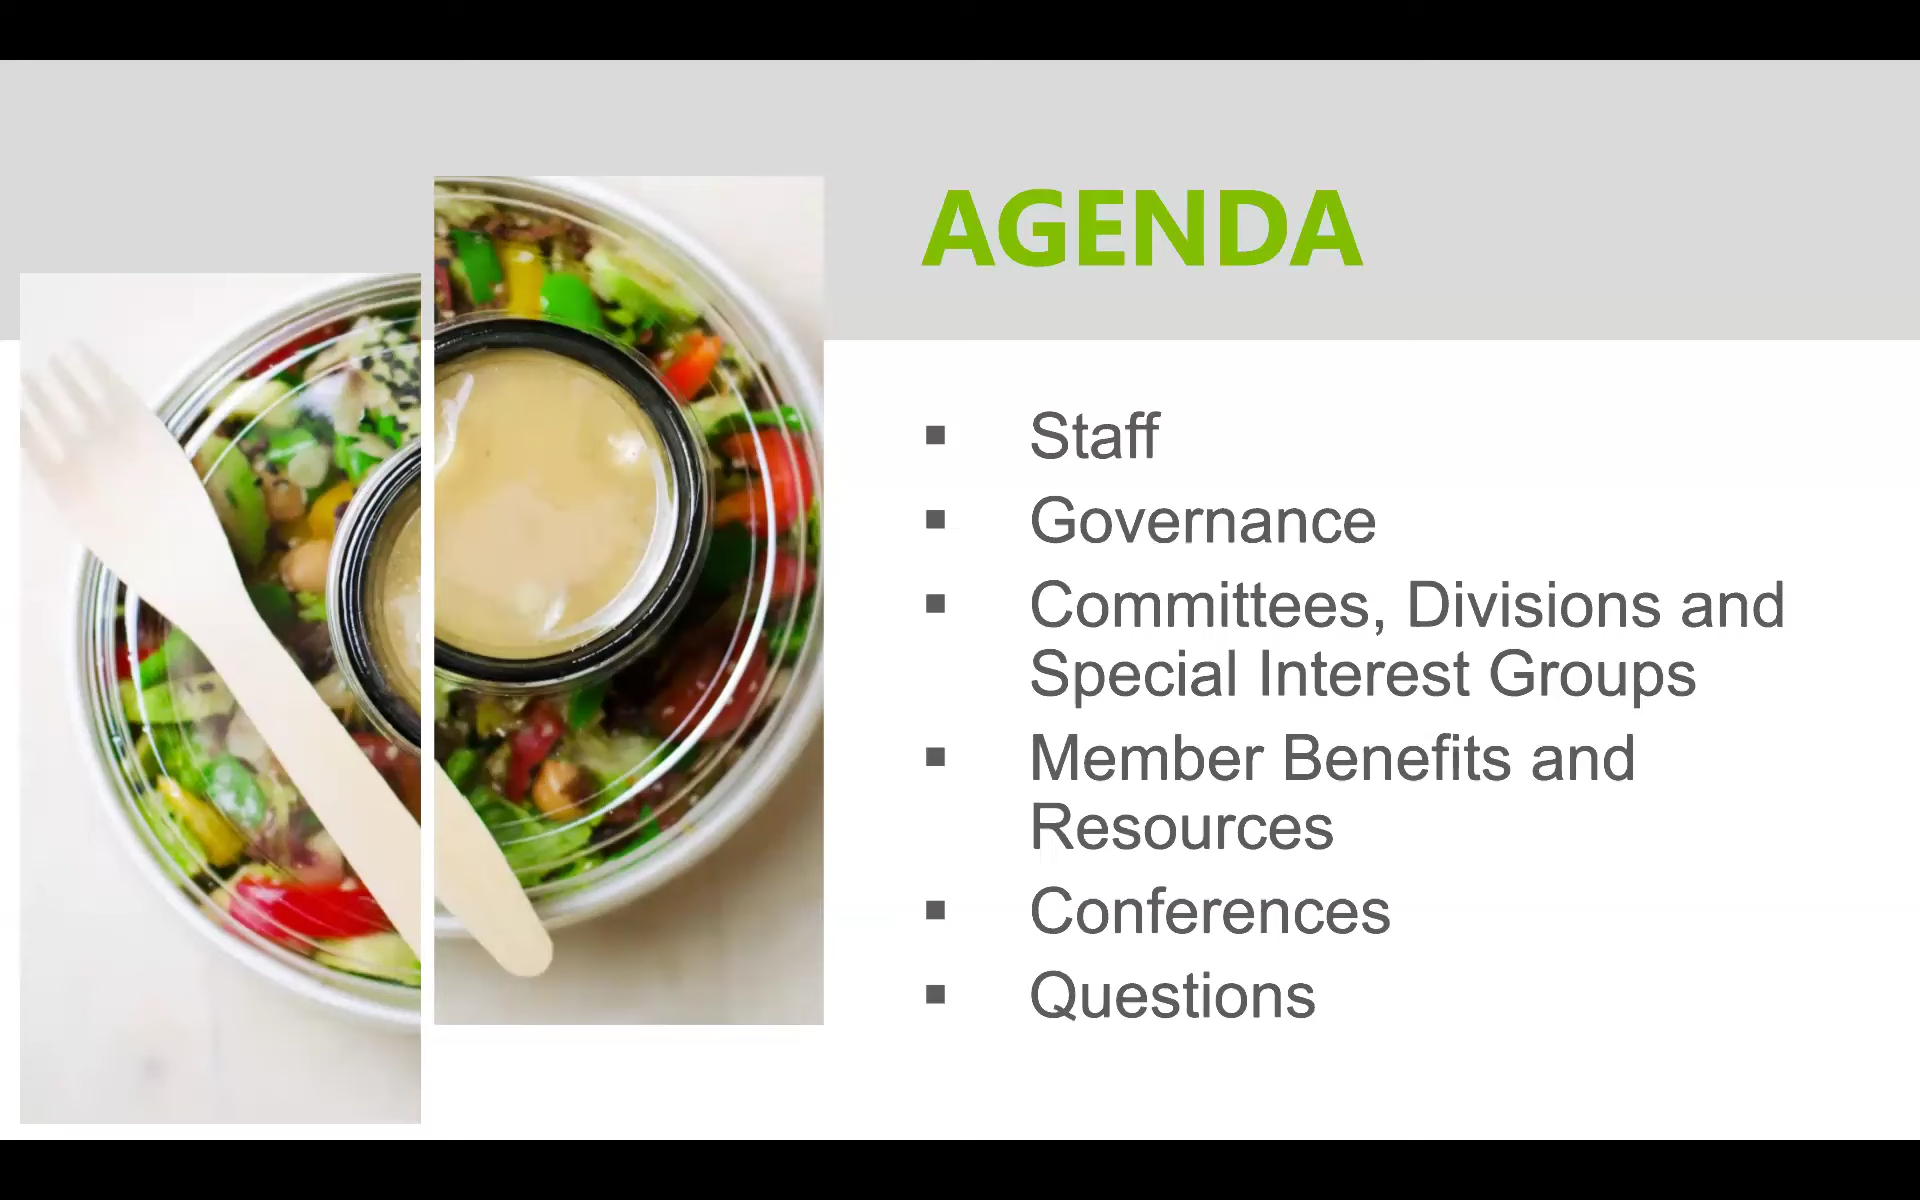 AGENDA
▪ Staff
▪ Governance
▪ Committees, Divisions and
Special Interest Groups
▪ Member Benefits and
Resources
▪ Conferences
▪ Questions